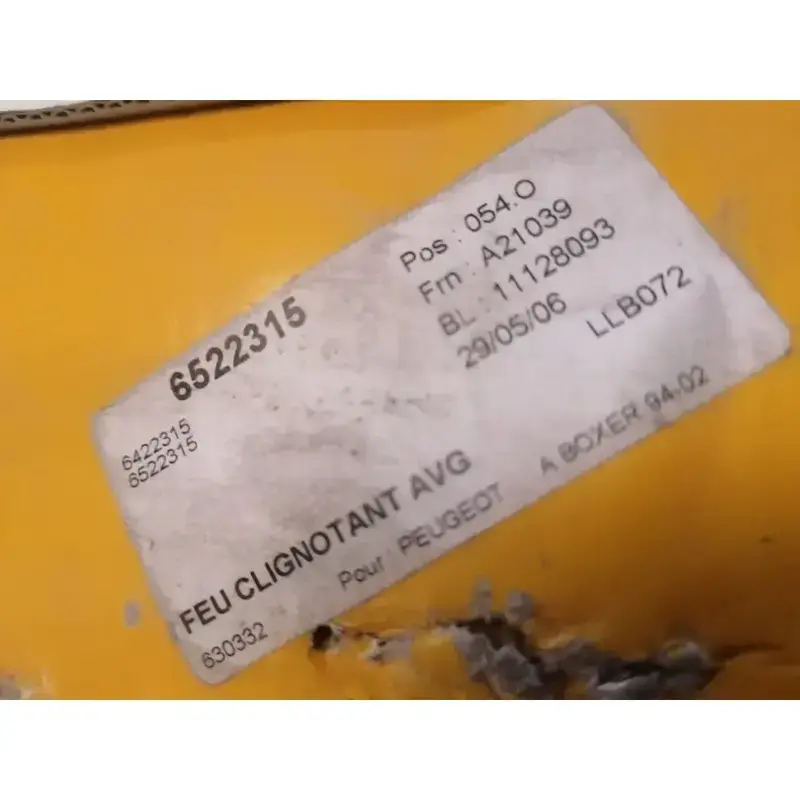 6522315
6422315
6522315
Pos : 054.O
Frn : A21039
BL : 11128093
29/05/06
LLB072
FEU CLIGNOTANT AVG
630332
Pour : PEUGEOT A BOXER 94-02